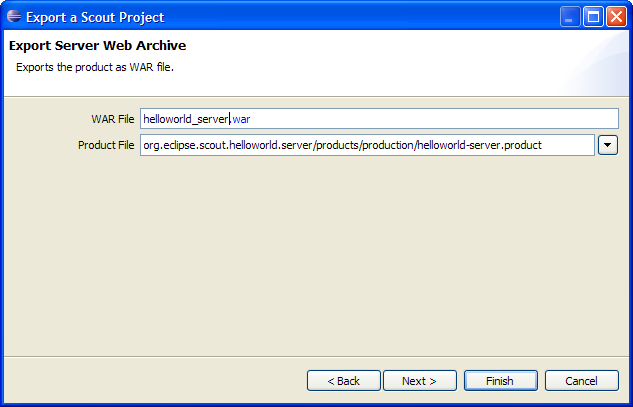 Export a Scout Project
Export Server Web Archive
Exports the product as WAR file.
WAR File helloworld_server.war
Product File org.eclipse.scout.helloworld.server/products/production/helloworld-server.product
< Back Next > Finish Cancel